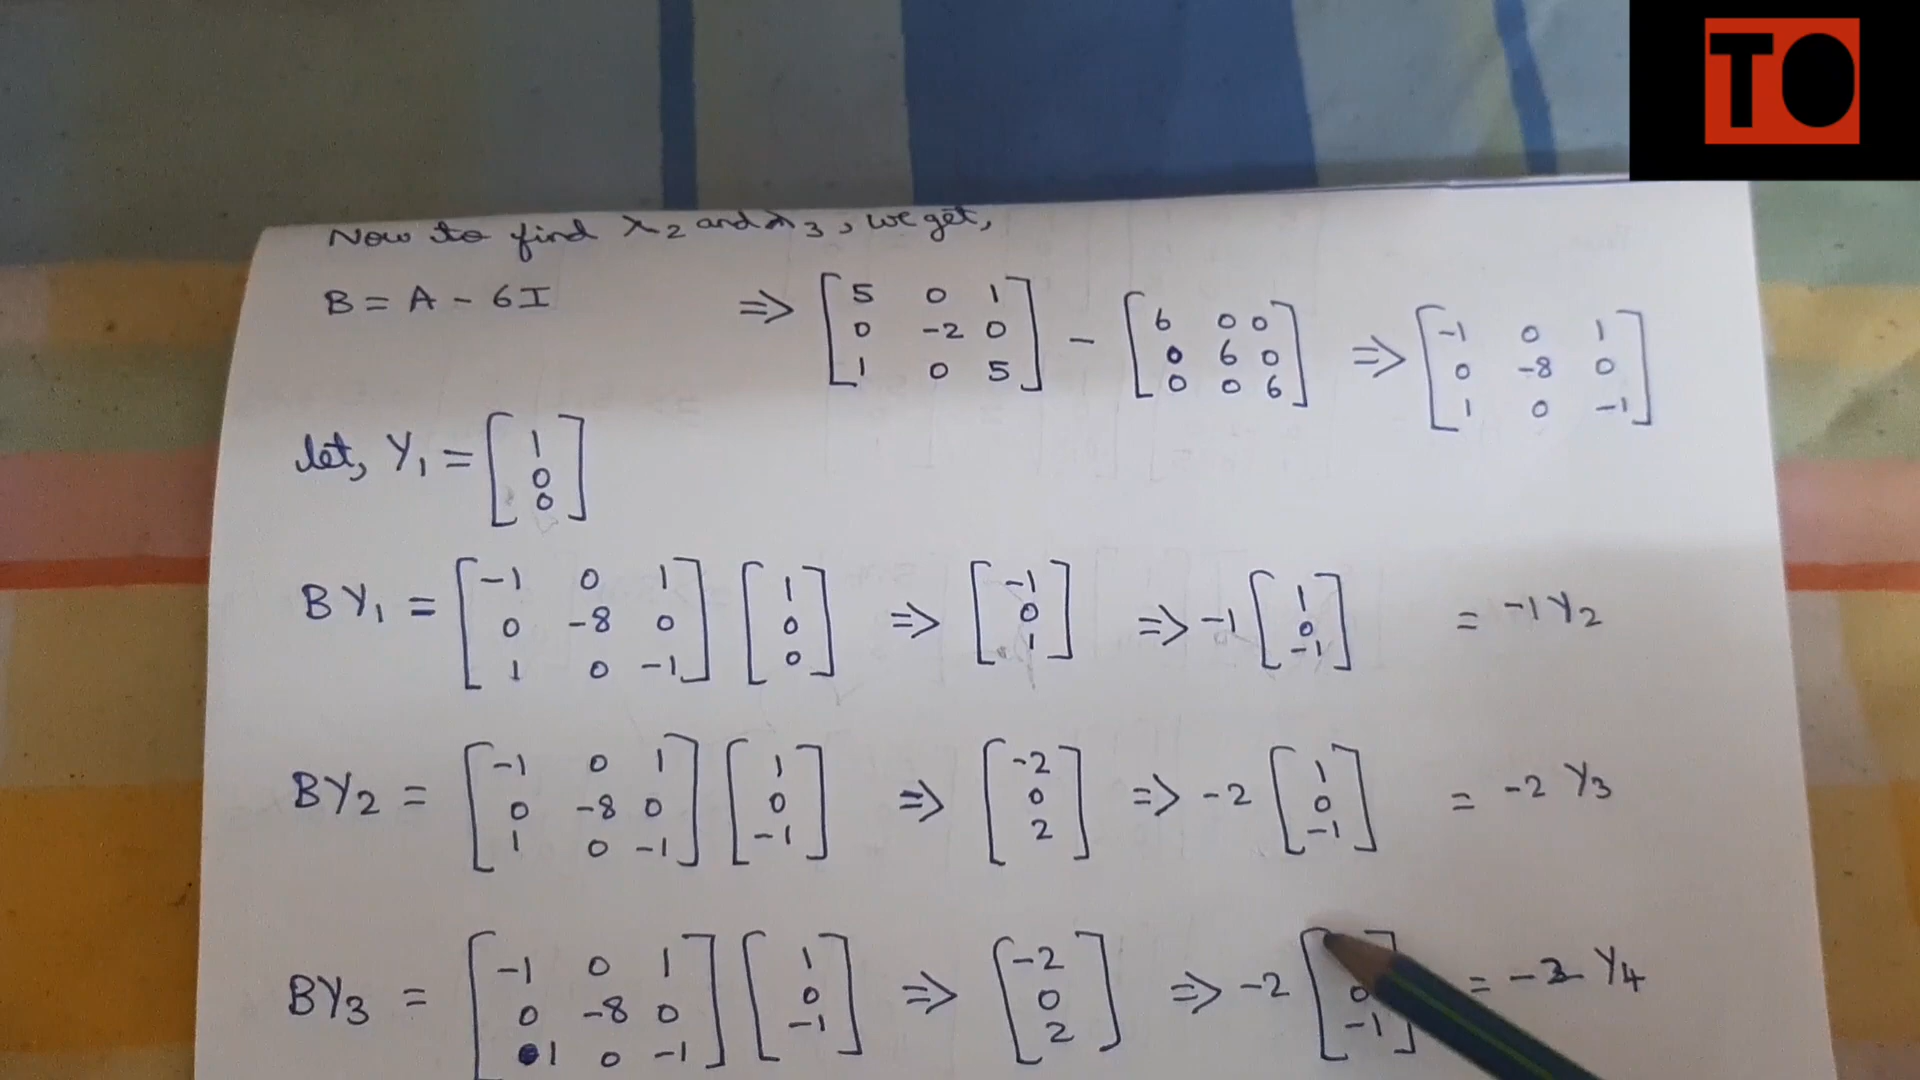 TO
Now to find λ2 and λ3, we get,
B = A - 6I ⇒ [5 0 1; 0 -2 0; 1 0 5] - [6 0 0; 0 6 0; 0 0 6] ⇒ [-1 0 1; 0 -8 0; 1 0 -1]
let, Y1 = [1; 0; 0]
BY1 = [-1 0 1; 0 -8 0; 1 0 -1] [1; 0; 0] ⇒ [-1; 0; 1] ⇒ -1 [1; 0; -1] = -1 Y2
BY2 = [-1 0 1; 0 -8 0; 1 0 -1] [1; 0; -1] ⇒ [-2; 0; 2] ⇒ -2 [1; 0; -1] = -2 Y3
BY3 = [-1 0 1; 0 -8 0; 1 0 -1] [1; 0; -1] ⇒ [-2; 0; 2] ⇒ -2 [0; -1] = - Y4